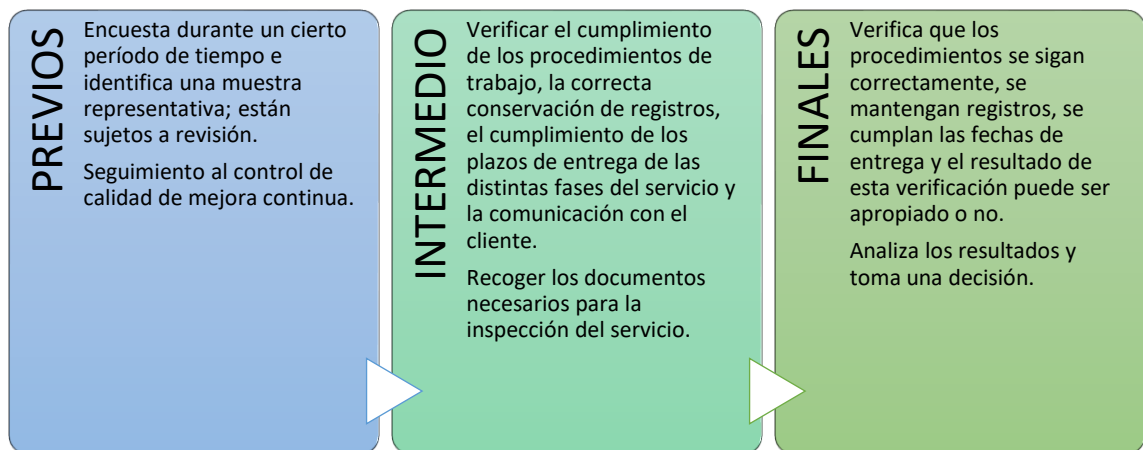 PREVIOS
Encuesta durante un cierto
período de tiempo e
identifica una muestra
representativa; están
sujetos a revisión.
Seguimiento al control de
calidad de mejora continua.
INTERMEDIO
Verificar el cumplimiento
de los procedimientos de
trabajo, la correcta
conservación de registros,
el cumplimiento de los
plazos de entrega de las
distintas fases del servicio y
la comunicación con el
cliente.
Recoger los documentos
necesarios para la
inspección del servicio.
FINALES
Verifica que los
procedimientos se sigan
correctamente, se
mantengan registros, se
cumplan las fechas de
entrega y el resultado de
esta verificación puede ser
apropiado o no.
Analiza los resultados y
toma una decisión.